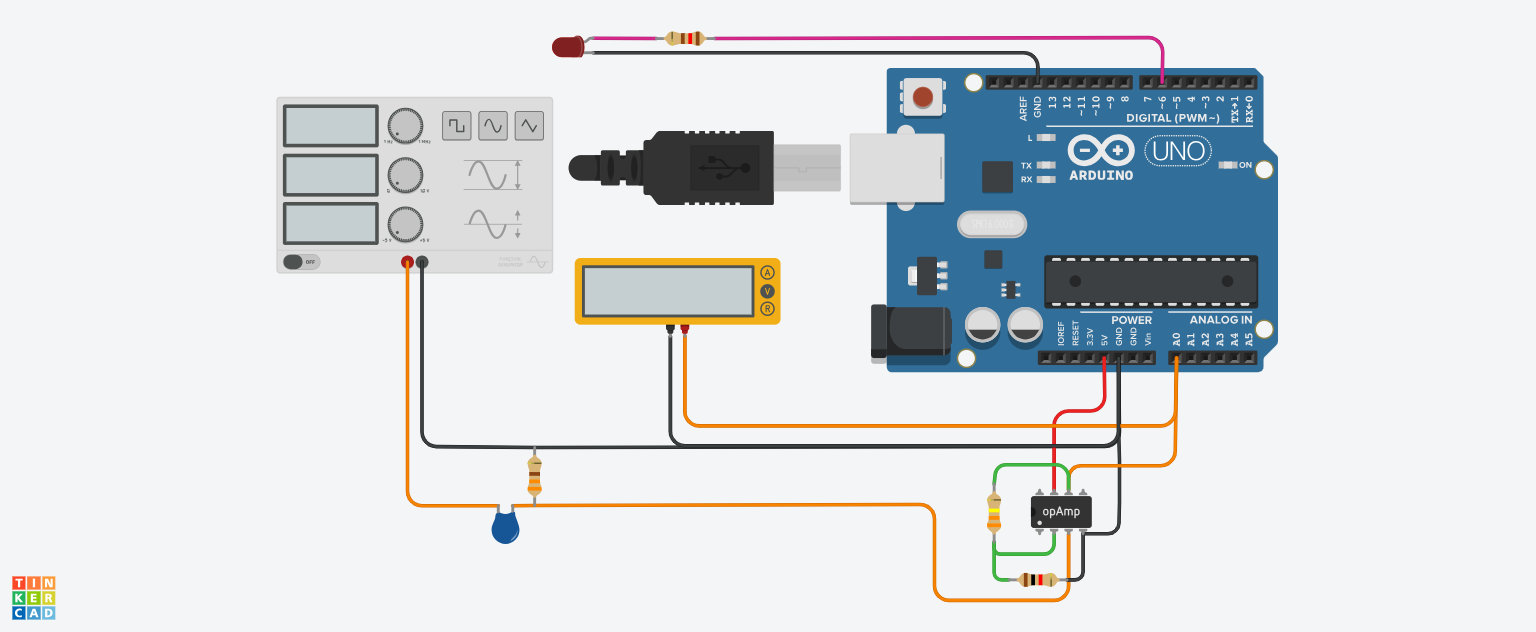 AREF
GND
13
12
~11
~10
~9
8
7
~6
~5
4
~3
2
TX→1
RX←0
DIGITAL (PWM~)
L
TX
RX
UNO
ARDUINO
ON
OFF
A
V
R
POWER
ANALOG IN
IOREF
RESET
3.3V
5V
GND
GND
Vin
A0
A1
A2
A3
A4
A5
opAmp
TIN
KER
CAD